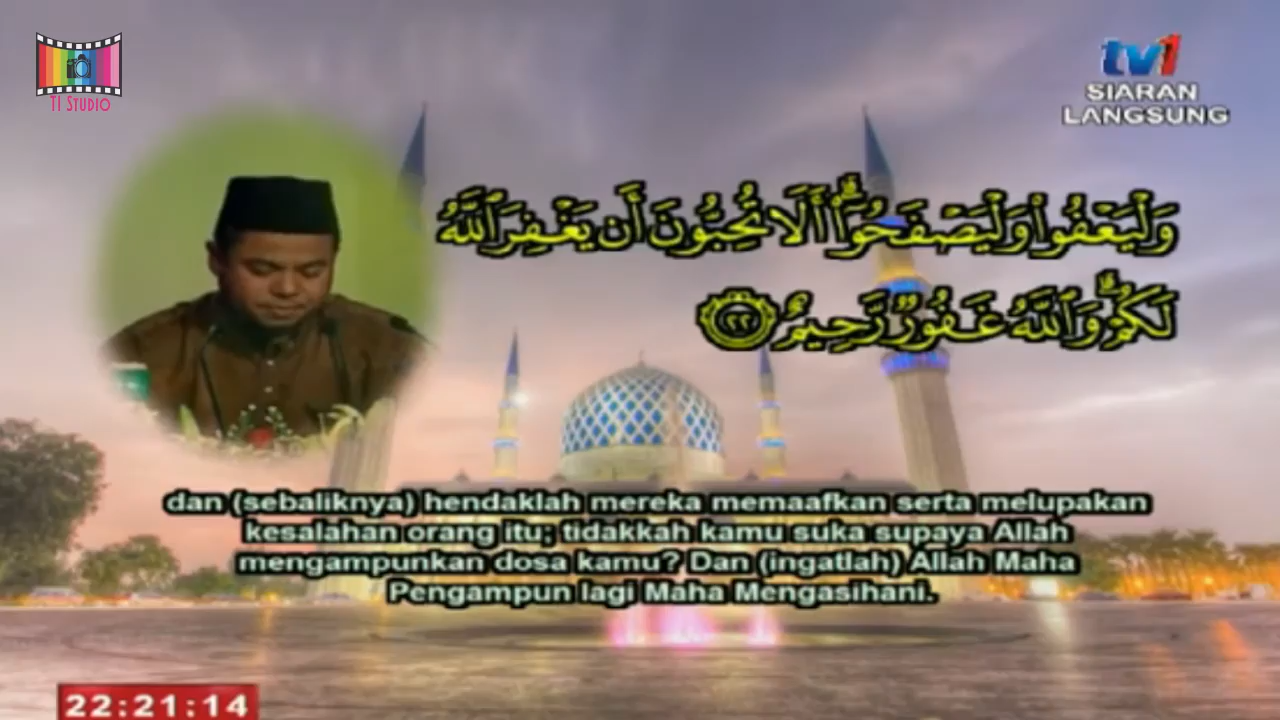 TI STUDIO
tv1
SIARAN
LANGSUNG
وَلْيَعْفُوا۟ وَلْيَصْفَحُوٓا۟ ۗ أَلَا تُحِبُّونَ أَن يَغْفِرَ ٱللَّهُ
لَكُمْ ۗ وَٱللَّهُ غَفُورٌ رَّحِيمٌ ٢٢
dan (sebaliknya) hendaklah mereka memaafkan serta melupakan
kesalahan orang itu; tidakkah kamu suka supaya Allah
mengampunkan dosa kamu? Dan (ingatlah) Allah Maha
Pengampun lagi Maha Mengasihani.
22:21:14